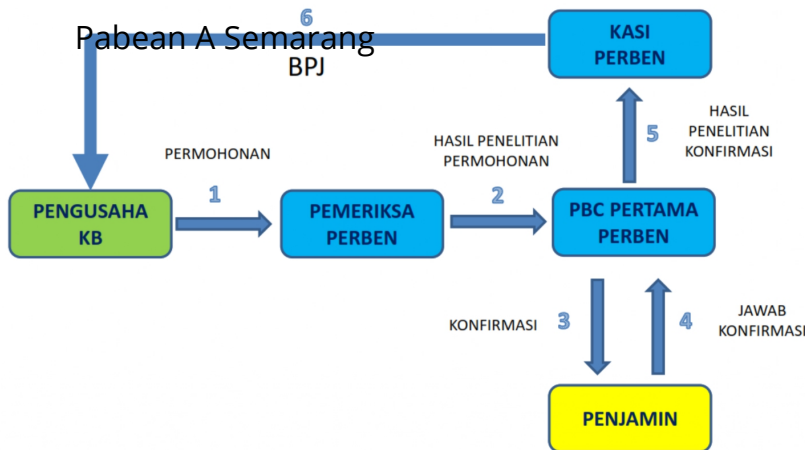 6
Pabean A Semarang
BPJ
KASI
PERBEN
HASIL
PENELITIAN
KONFIRMASI
5
PERMOHONAN
HASIL PENELITIAN
PERMOHONAN
1
2
PENGUSAHA
KB
PEMERIKSA
PERBEN
PBC PERTAMA
PERBEN
KONFIRMASI
3
4
JAWAB
KONFIRMASI
PENJAMIN